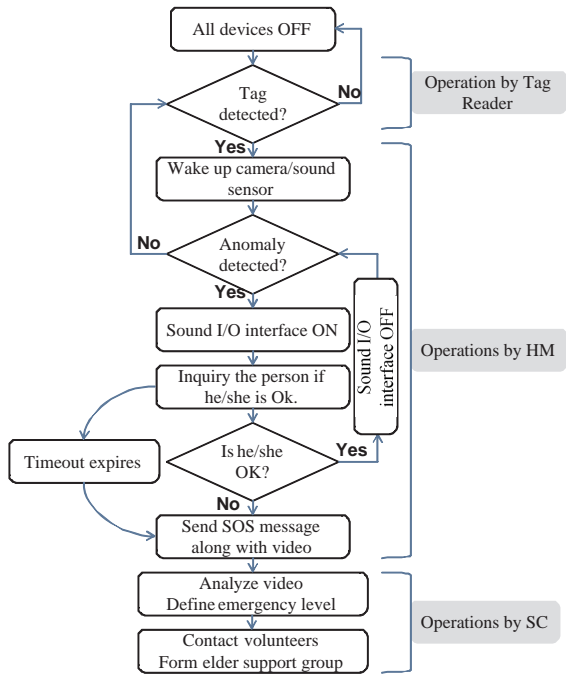 All devices OFF
Tag
detected?
No
Operation by Tag
Reader
Yes
Wake up camera/sound
sensor
No
Anomaly
detected?
Yes
Sound I/O interface ON
Sound I/O
interface OFF
Operations by HM
Inquiry the person if
he/she is Ok.
Timeout expires
Is he/she
OK?
Yes
No
Send SOS message
along with video
Analyze video
Define emergency level
Operations by SC
Contact volunteers
Form elder support group